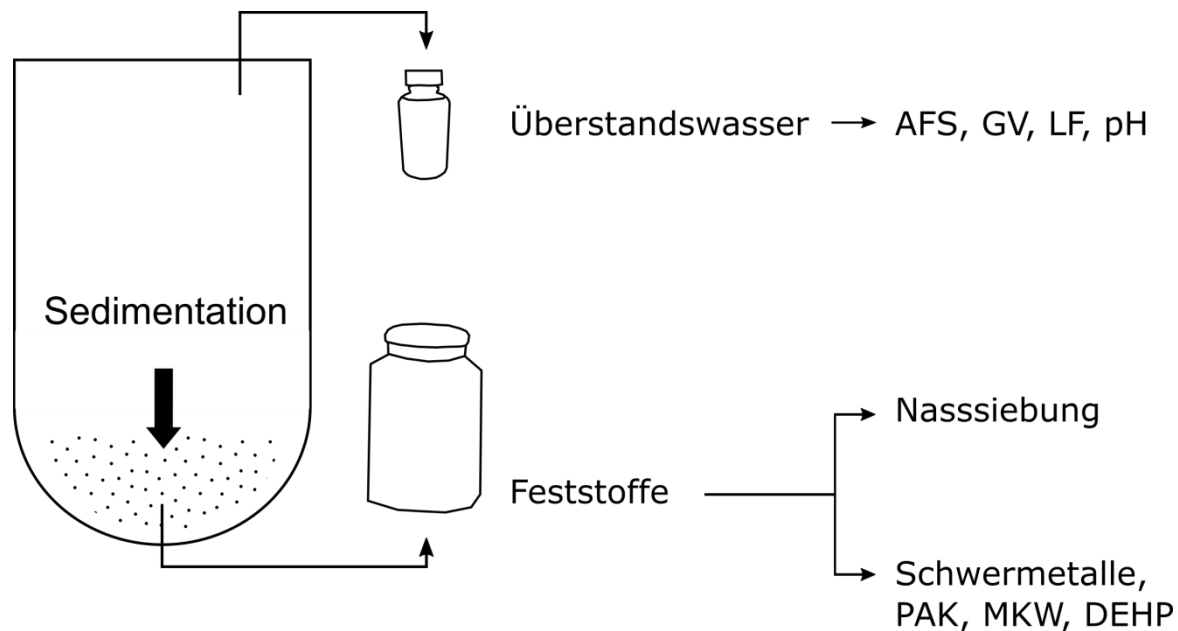 Überstandswasser
AFS, GV, LF, pH
Sedimentation
Nasssiebung
Feststoffe
Schwermetalle,
PAK, MKW, DEHP